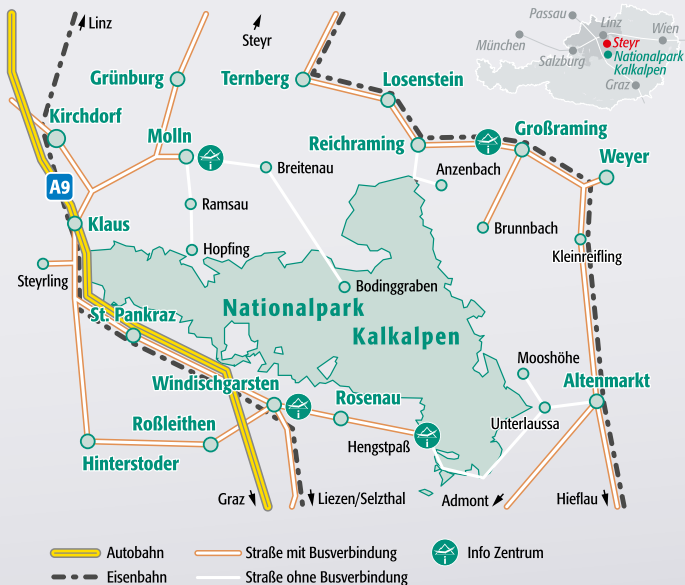 Linz
Steyr
Passau
Linz
Wien
München
Steyr
Nationalpark
Kalkalpen
Salzburg
Graz
Grünburg
Ternberg
Losenstein
Kirchdorf
Molln
Reichraming
Großraming
Weyer
Breitenau
Anzenbach
A9
Ramsau
Klaus
Brunnbach
Hopfing
Kleinreifling
Steyrling
Bodinggraben
St. Pankraz
Nationalpark
Kalkalpen
Mooshöhe
Windischgarsten
Altenmarkt
Rosenau
Roßleithen
Unterlaussa
Hengstpaß
Hinterstoder
Graz
Liezen/Selzthal
Admont
Hieflau
Autobahn
Straße mit Busverbindung
Info Zentrum
Eisenbahn
Straße ohne Busverbindung